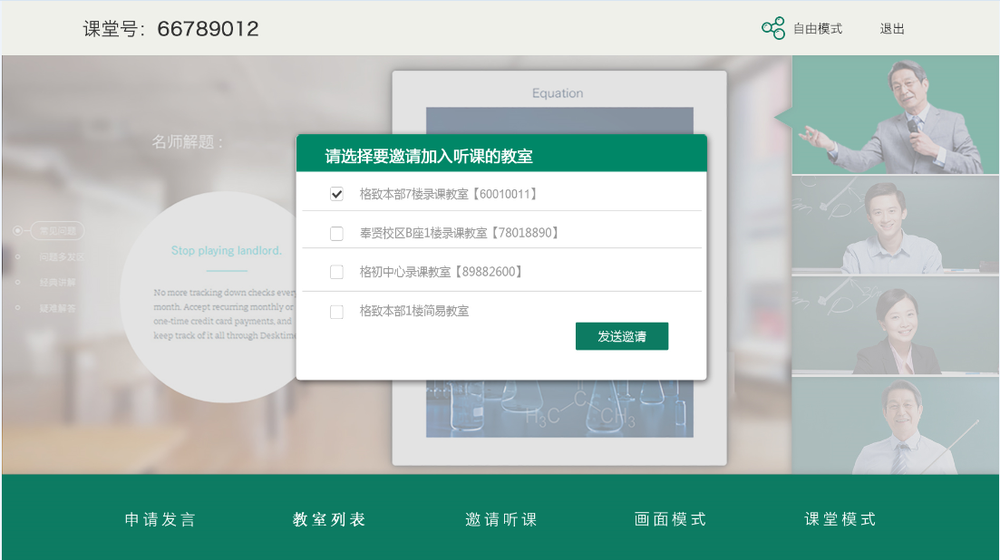 课堂号：66789012
自由模式
退出
Equation
名师解题：
请选择要邀请加入听课的教室
格致本部7楼录课教室【60010011】
奉贤校区B座1楼录课教室【78018890】
格初中心录课教室【89882600】
格致本部1楼简易教室
发送邀请
常见问题
问题多发区
经典讲解
疑难解答
Stop playing landlord.
No more tracking down checks every
month. Accept recurring monthly or
one-time credit card payments, and
keep track of it all through Desktime
H₃C
C
CH₃
申请发言
教室列表
邀请听课
画面模式
课堂模式